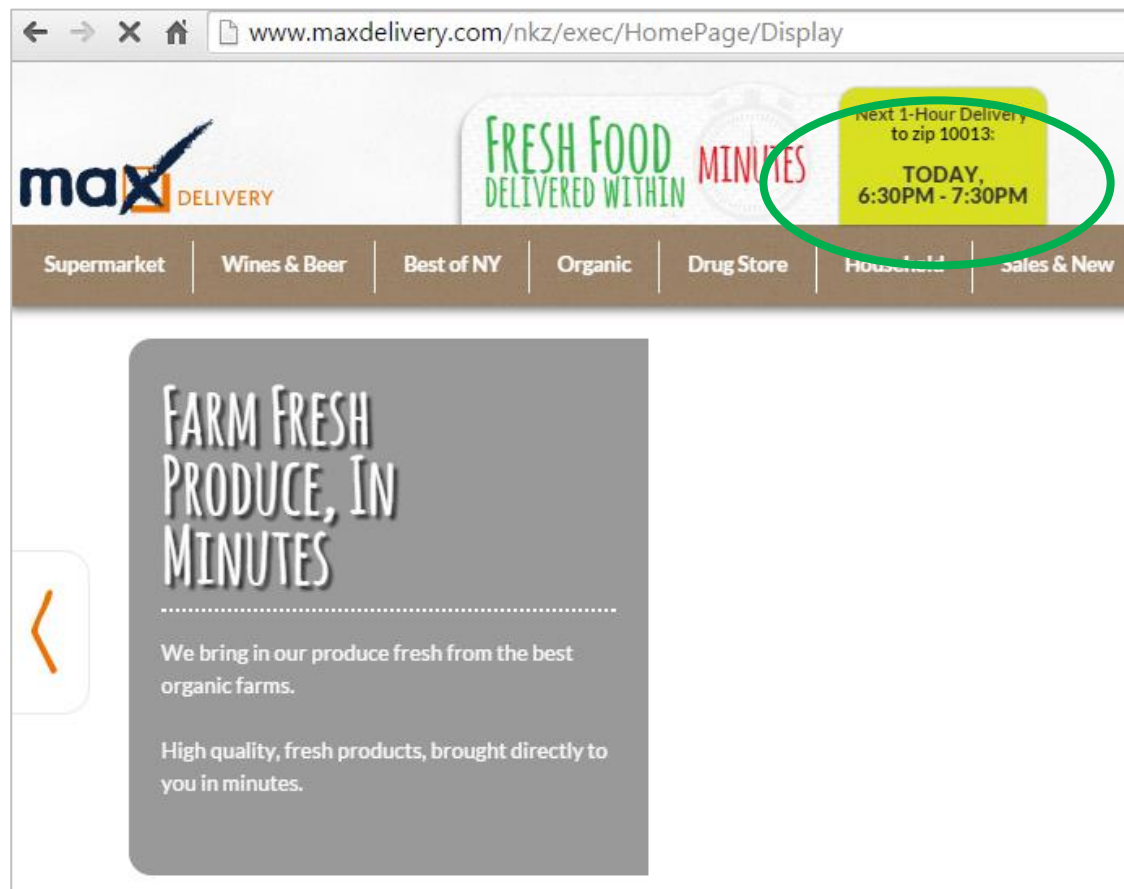 www.maxdelivery.com/nkz/exec/HomePage/Display
max DELIVERY
FRESH FOOD
DELIVERED WITHIN
MINUTES
Next 1-Hour Delivery
to zip 10013:
TODAY,
6:30PM - 7:30PM
Supermarket
Wines & Beer
Best of NY
Organic
Drug Store
Household
Sales & New
FARM FRESH
PRODUCE, IN
MINUTES
We bring in our produce fresh from the best
organic farms.
High quality, fresh products, brought directly to
you in minutes.